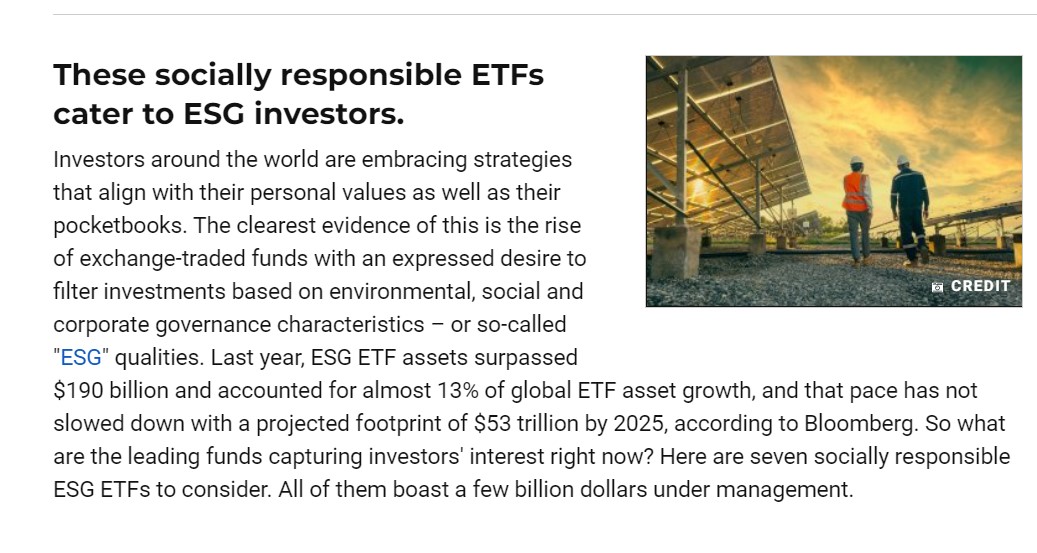 These socially responsible ETFs
cater to ESG investors.
Investors around the world are embracing strategies
that align with their personal values as well as their
pocketbooks. The clearest evidence of this is the rise
of exchange-traded funds with an expressed desire to
filter investments based on environmental, social and
corporate governance characteristics – or so-called
"ESG" qualities. Last year, ESG ETF assets surpassed
$190 billion and accounted for almost 13% of global ETF asset growth, and that pace has not
slowed down with a projected footprint of $53 trillion by 2025, according to Bloomberg. So what
are the leading funds capturing investors' interest right now? Here are seven socially responsible
ESG ETFs to consider. All of them boast a few billion dollars under management.
CREDIT